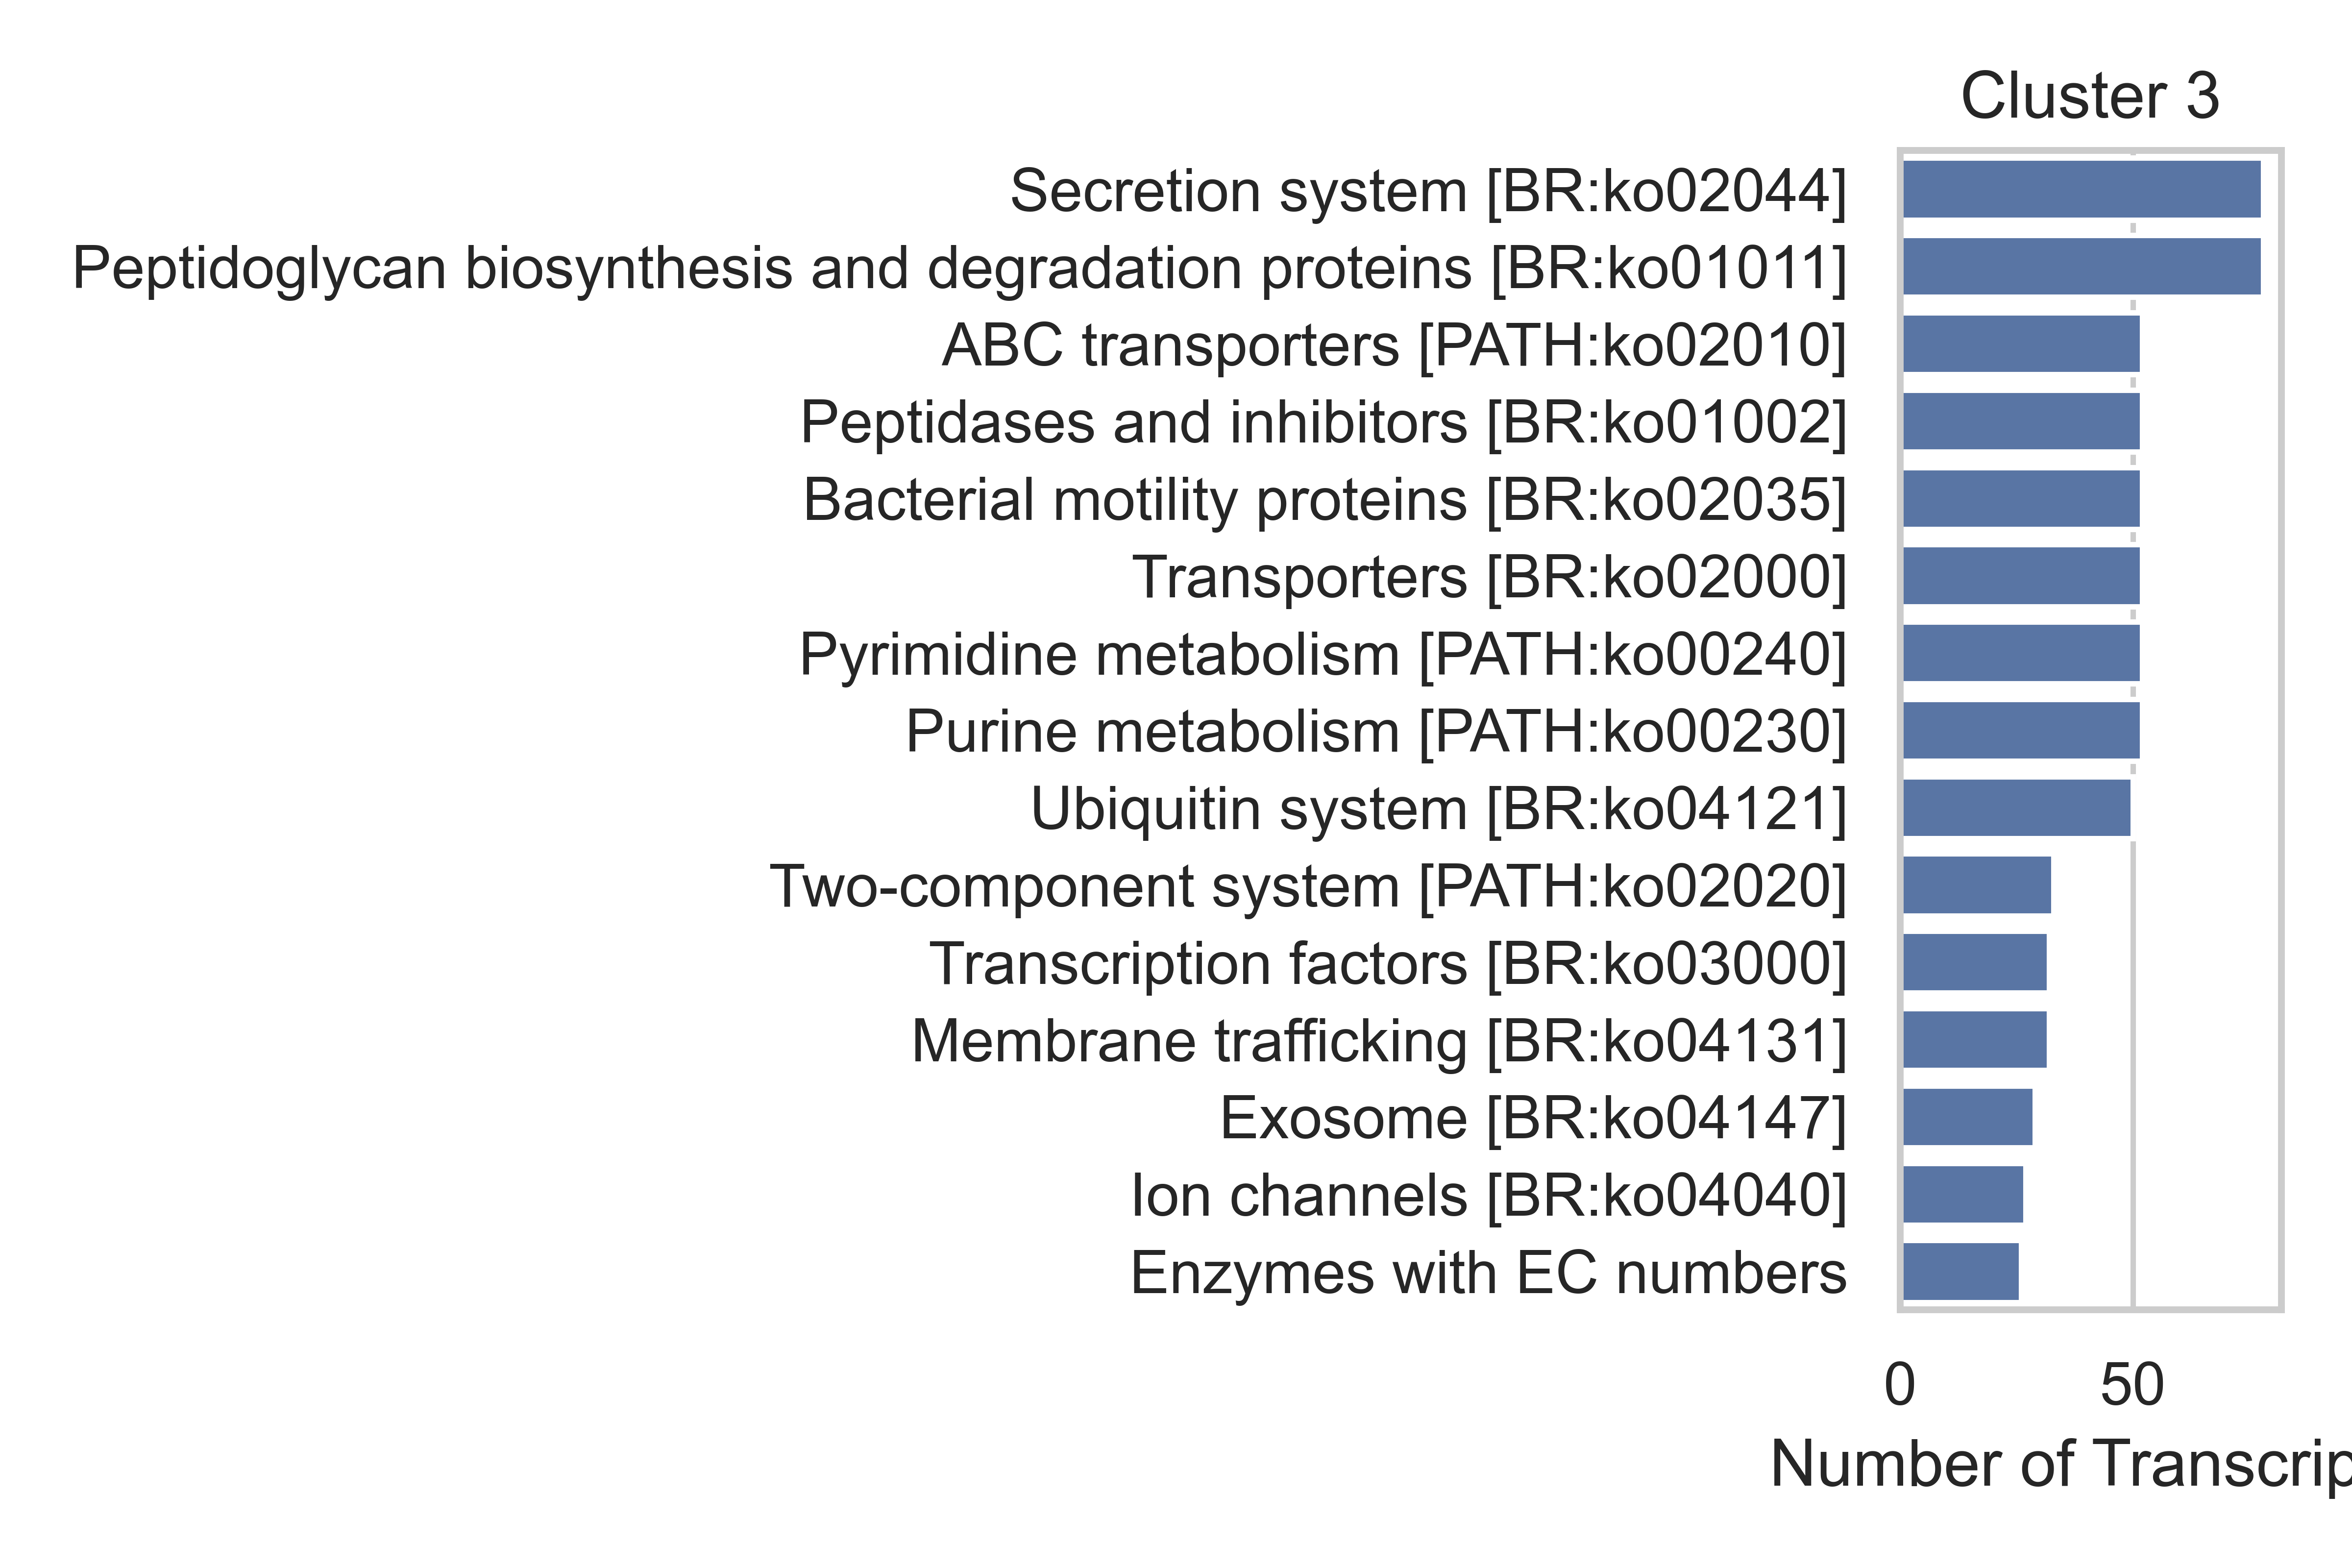 Cluster 3
Secretion system [BR:ko02044]
Peptidoglycan biosynthesis and degradation proteins [BR:ko01011]
ABC transporters [PATH:ko02010]
Peptidases and inhibitors [BR:ko01002]
Bacterial motility proteins [BR:ko02035]
Transporters [BR:ko02000]
Pyrimidine metabolism [PATH:ko00240]
Purine metabolism [PATH:ko00230]
Ubiquitin system [BR:ko04121]
Two-component system [PATH:ko02020]
Transcription factors [BR:ko03000]
Membrane trafficking [BR:ko04131]
Exosome [BR:ko04147]
Ion channels [BR:ko04040]
Enzymes with EC numbers
0 50
Number of Transcrip